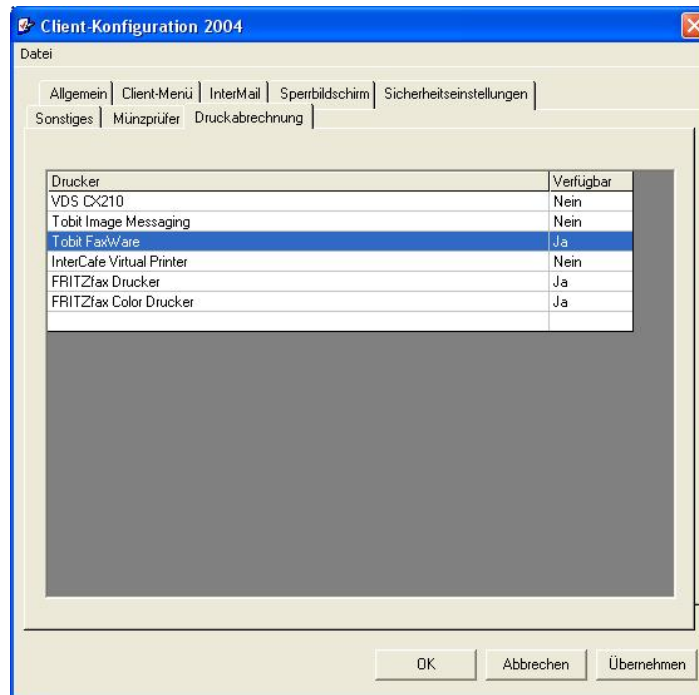 Client-Konfiguration 2004
Datei
Allgemein Client-Menü InterMail Sperrbildschirm Sicherheitseinstellungen
Sonstiges Münzprüfer Druckabrechnung
Drucker Verfügbar
VDS CX210 Nein
Tobit Image Messaging Nein
Tobit FaxWare Ja
InterCafe Virtual Printer Nein
FRITZfax Drucker Ja
FRITZfax Color Drucker Ja
OK Abbrechen Übernehmen